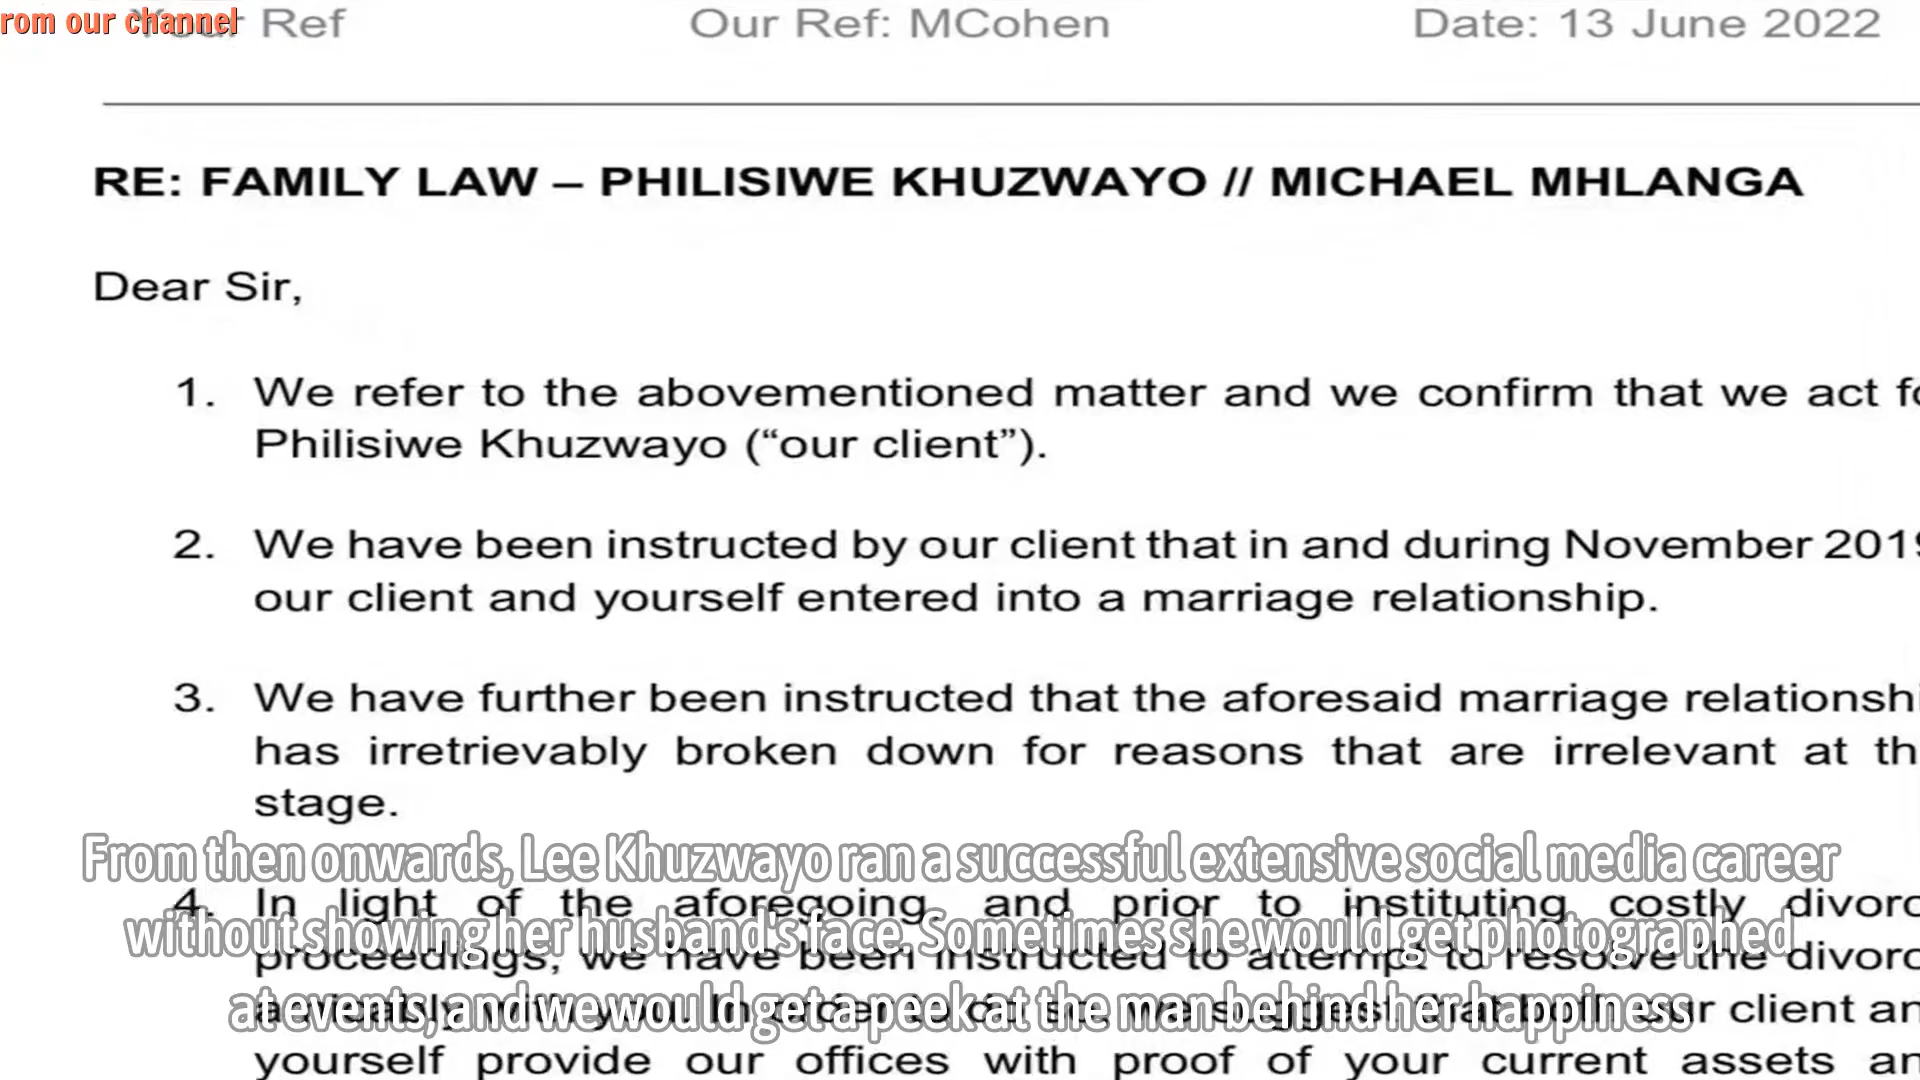 rom our channel
Your Ref Our Ref: MCohen Date: 13 June 2022
RE: FAMILY LAW – PHILISIWE KHUZWAYO // MICHAEL MHLANGA
Dear Sir,
1. We refer to the abovementioned matter and we confirm that we act fo
Philisiwe Khuzwayo (“our client”).
2. We have been instructed by our client that in and during November 2019
our client and yourself entered into a marriage relationship.
3. We have further been instructed that the aforesaid marriage relationshi
has irretrievably broken down for reasons that are irrelevant at th
stage.
From then onwards, Lee Khuzwayo ran a successful extensive social media career
4. In light of the aforegoing, and prior to instituting costly divorc
without showing her husband's face. Sometimes she would get photographed
proceedings, we have been instructed to attempt to resolve the divorc
at events, and we would get a peek at the man behind her happiness
client an
yourself provide our offices with proof of your current assets an